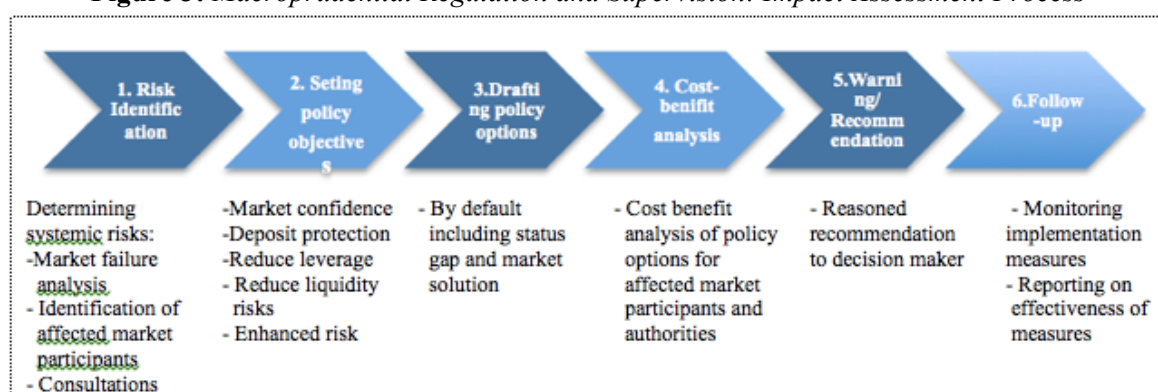 Figure 3. Macroprudential Regulation and Supervision: Impact Assessment Process
1. Risk
Identific
ation
2. Seting
policy
objective
s
3.Drafti
ng policy
options
4. Cost-
benifit
analysis
5.Warni
ng/
Recomm
endation
6.Follow
-up
Determining
systemic risks:
-Market failure
analysis
- Identification of
affected market
participants
- Consultations
-Market confidence
-Deposit protection
-Reduce leverage
- Reduce liquidity
risks
- Enhanced risk
- By default
including status
gap and market
solution
- Cost benefit
analysis of policy
options for
affected market
participants and
authorities
- Reasoned
recommendation
to decision maker
- Monitoring
implementation
measures
- Reporting on
effectiveness of
measures